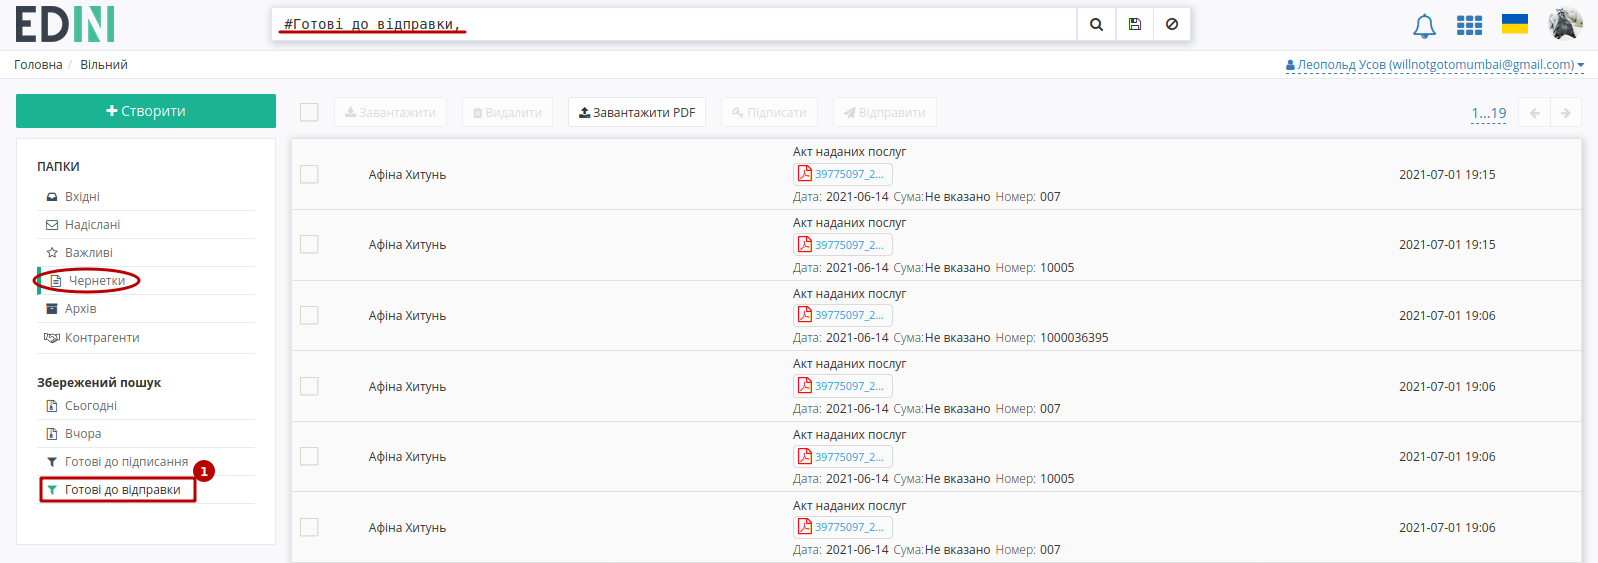 EDIN
#Готові до відправки,
Головна / Вільний
Леопольд Усов (willnotgotomumbai@gmail.com)
Створити
Завантажити
Видалити
Завантажити PDF
Підписати
Відправити
1...19
ПАПКИ
Вхідні
Надіслані
Важливі
Чернетки
Архів
Контрагенти
Збережений пошук
Сьогодні
Вчора
Готові до підписання
1
Готові до відправки
Акт наданих послуг
Афіна Хитунь
39775097_2...
2021-07-01 19:15
Дата: 2021-06-14 Сума:Не вказано Номер: 007
Акт наданих послуг
Афіна Хитунь
39775097_2...
2021-07-01 19:15
Дата: 2021-06-14 Сума:Не вказано Номер: 10005
Акт наданих послуг
Афіна Хитунь
39775097_2...
2021-07-01 19:06
Дата: 2021-06-14 Сума:Не вказано Номер: 1000036395
Акт наданих послуг
Афіна Хитунь
39775097_2...
2021-07-01 19:06
Дата: 2021-06-14 Сума:Не вказано Номер: 007
Акт наданих послуг
Афіна Хитунь
39775097_2...
2021-07-01 19:06
Дата: 2021-06-14 Сума:Не вказано Номер: 10005
Акт наданих послуг
Афіна Хитунь
39775097_2...
2021-07-01 19:06
Дата: 2021-06-14 Сума:Не вказано Номер: 007